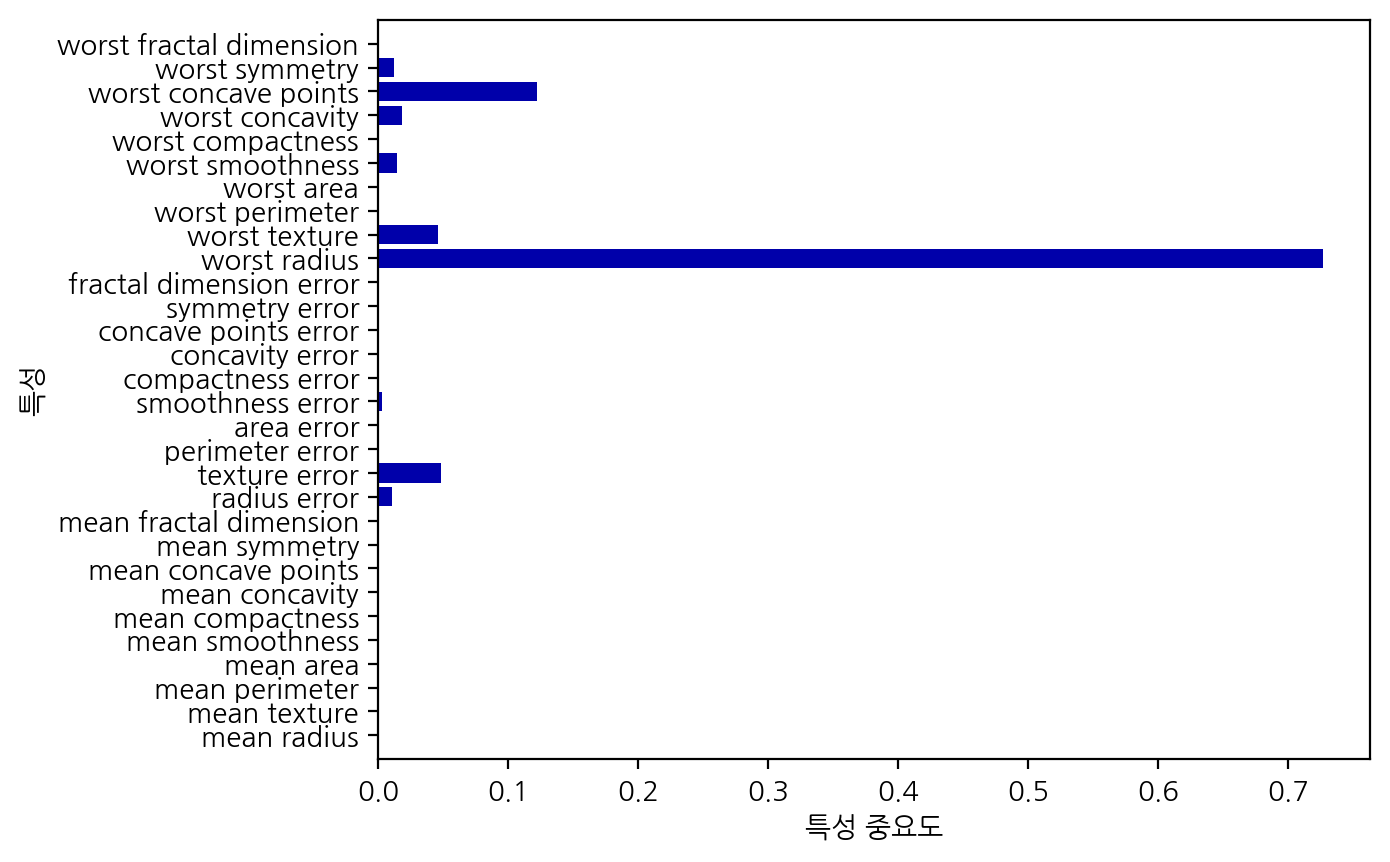 worst fractal dimension
worst symmetry
worst concave points
worst concavity
worst compactness
worst smoothness
worst area
worst perimeter
worst texture
worst radius
fractal dimension error
symmetry error
concave points error
concavity error
compactness error
smoothness error
area error
perimeter error
texture error
radius error
mean fractal dimension
mean symmetry
mean concave points
mean concavity
mean compactness
mean smoothness
mean area
mean perimeter
mean texture
mean radius
특성
0.0 0.1 0.2 0.3 0.4 0.5 0.6 0.7
특성 중요도